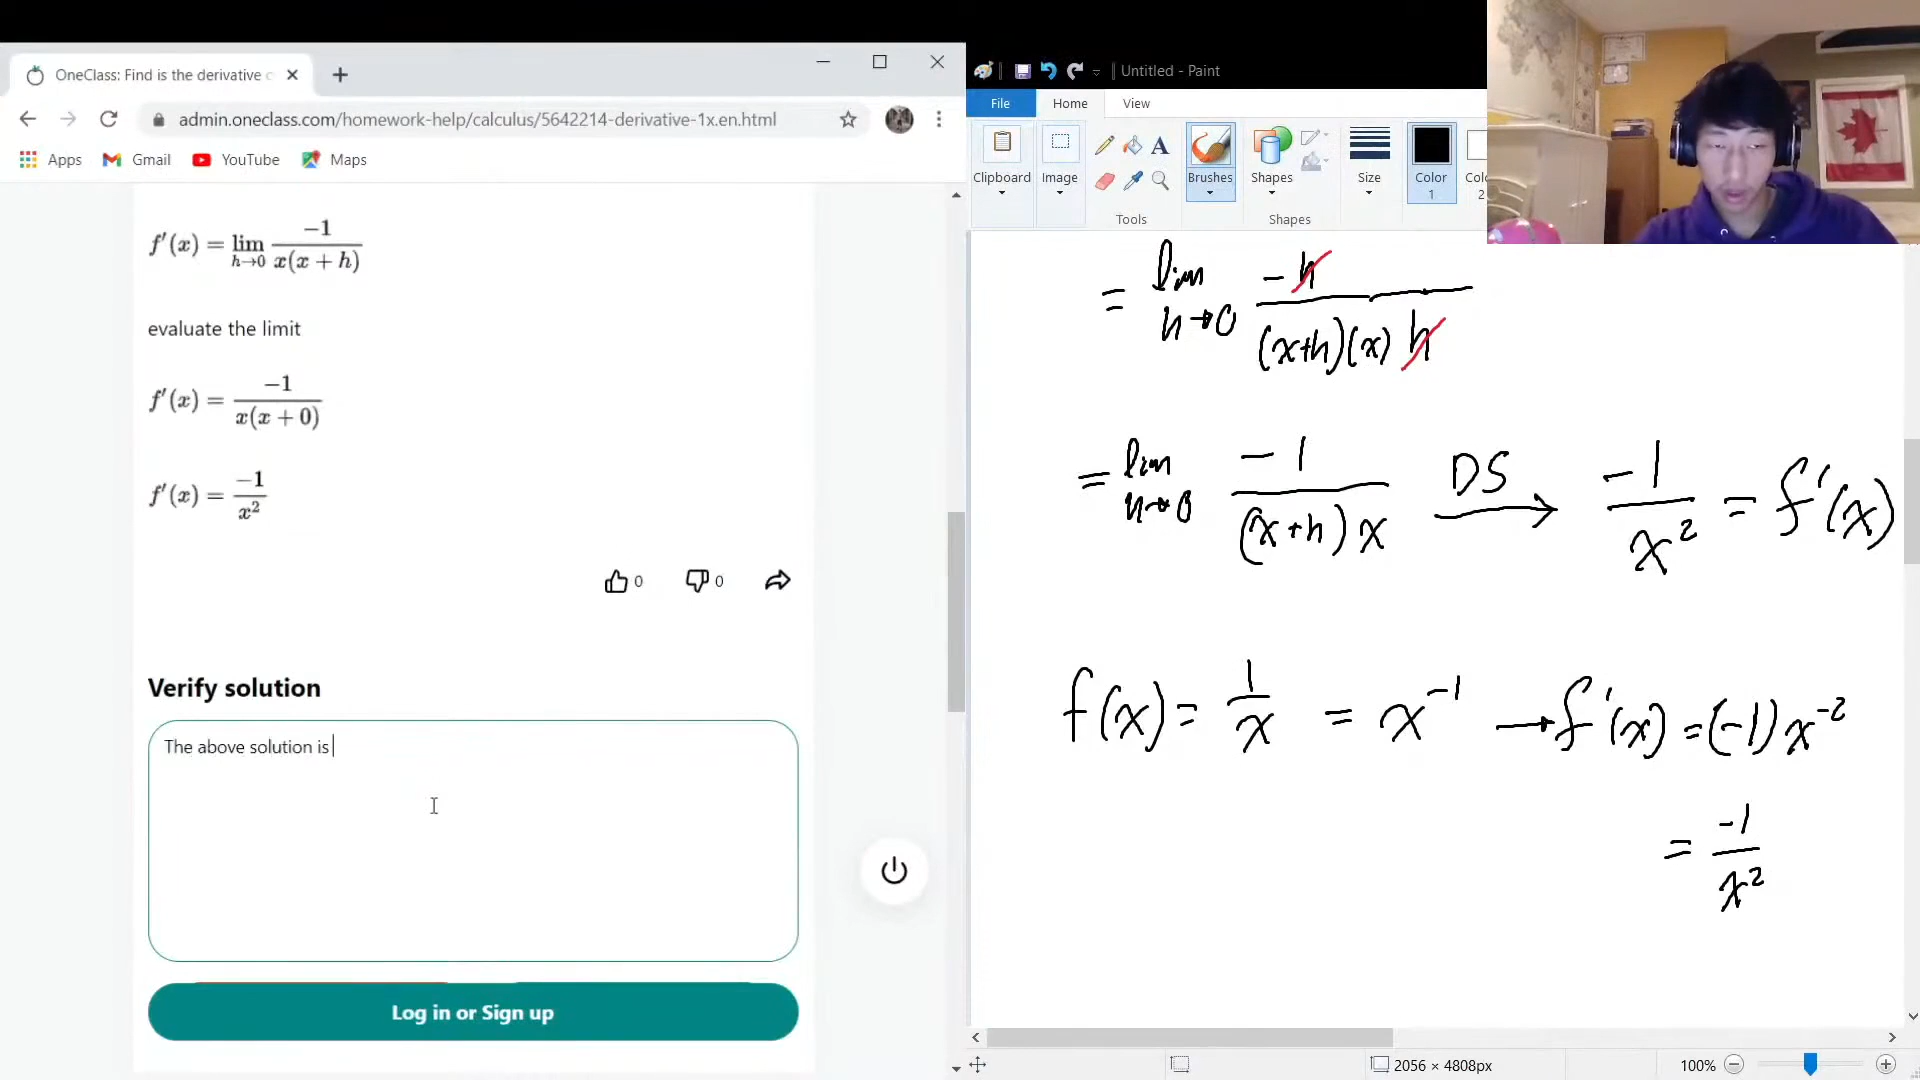 OneClass: Find is the derivative c
admin.oneclass.com/homework-help/calculus/5642214-derivative-1x.en.html
Apps Gmail YouTube Maps
f′(x) = lim h→0 -1 / x(x + h)
evaluate the limit
f′(x) = -1 / x(x + 0)
f′(x) = -1 / x²
0 0
Verify solution
The above solution is
Log in or Sign up
Untitled - Paint
File Home View
Clipboard Image Tools Brushes Shapes Size Color 1 Colo 2
Shapes
= lim h→0 -h / (x+h)(x) h
= lim h→0 -1 / (x+h) x DS → -1 / x² = f'(x)
f(x) = 1/x = x⁻¹ → f'(x) = (-1) x⁻²
= -1 / x²
2056 × 4808px 100%